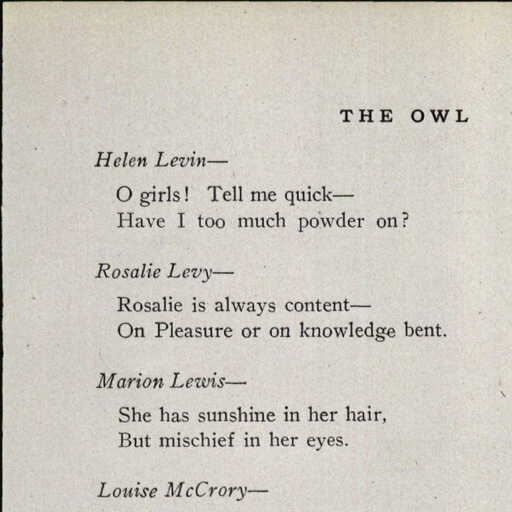 THE OWL
Helen Levin—
O girls! Tell me quick—
Have I too much powder on?
Rosalie Levy—
Rosalie is always content—
On Pleasure or on knowledge bent.
Marion Lewis—
She has sunshine in her hair,
But mischief in her eyes.
Louise McCrory—